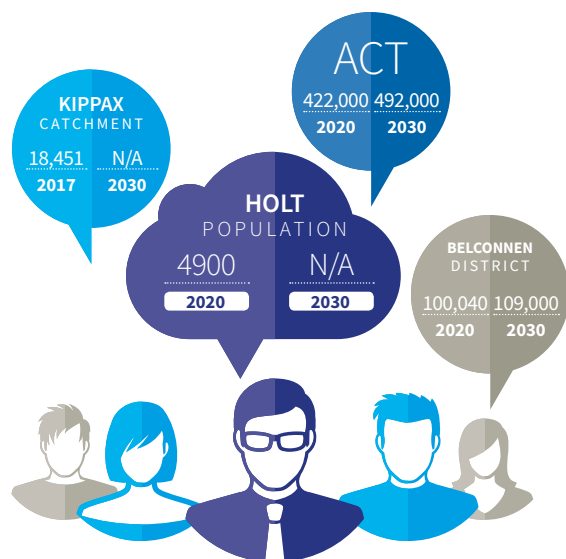 ACT
422,000 492,000
2020 2030
KIPPAX
CATCHMENT
18,451 N/A
2017 2030
HOLT
POPULATION
4900 N/A
2020 2030
BELCONNEN
DISTRICT
100,040 109,000
2020 2030